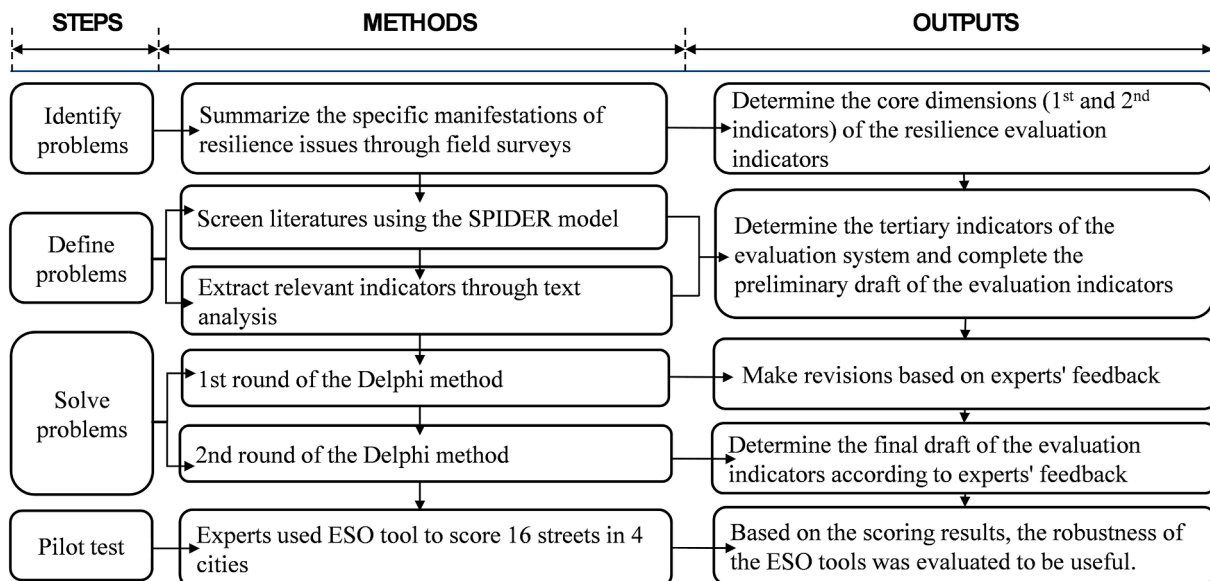 STEPS
METHODS
OUTPUTS
Identify
problems
Summarize the specific manifestations of
resilience issues through field surveys
Determine the core dimensions (1st and 2nd
indicators) of the resilience evaluation
indicators
Define
problems
Screen literatures using the SPIDER model
Extract relevant indicators through text
analysis
Determine the tertiary indicators of the
evaluation system and complete the
preliminary draft of the evaluation indicators
Solve
problems
1st round of the Delphi method
Make revisions based on experts' feedback
2nd round of the Delphi method
Determine the final draft of the evaluation
indicators according to experts' feedback
Pilot test
Experts used ESO tool to score 16 streets in 4
cities
Based on the scoring results, the robustness of
the ESO tools was evaluated to be useful.